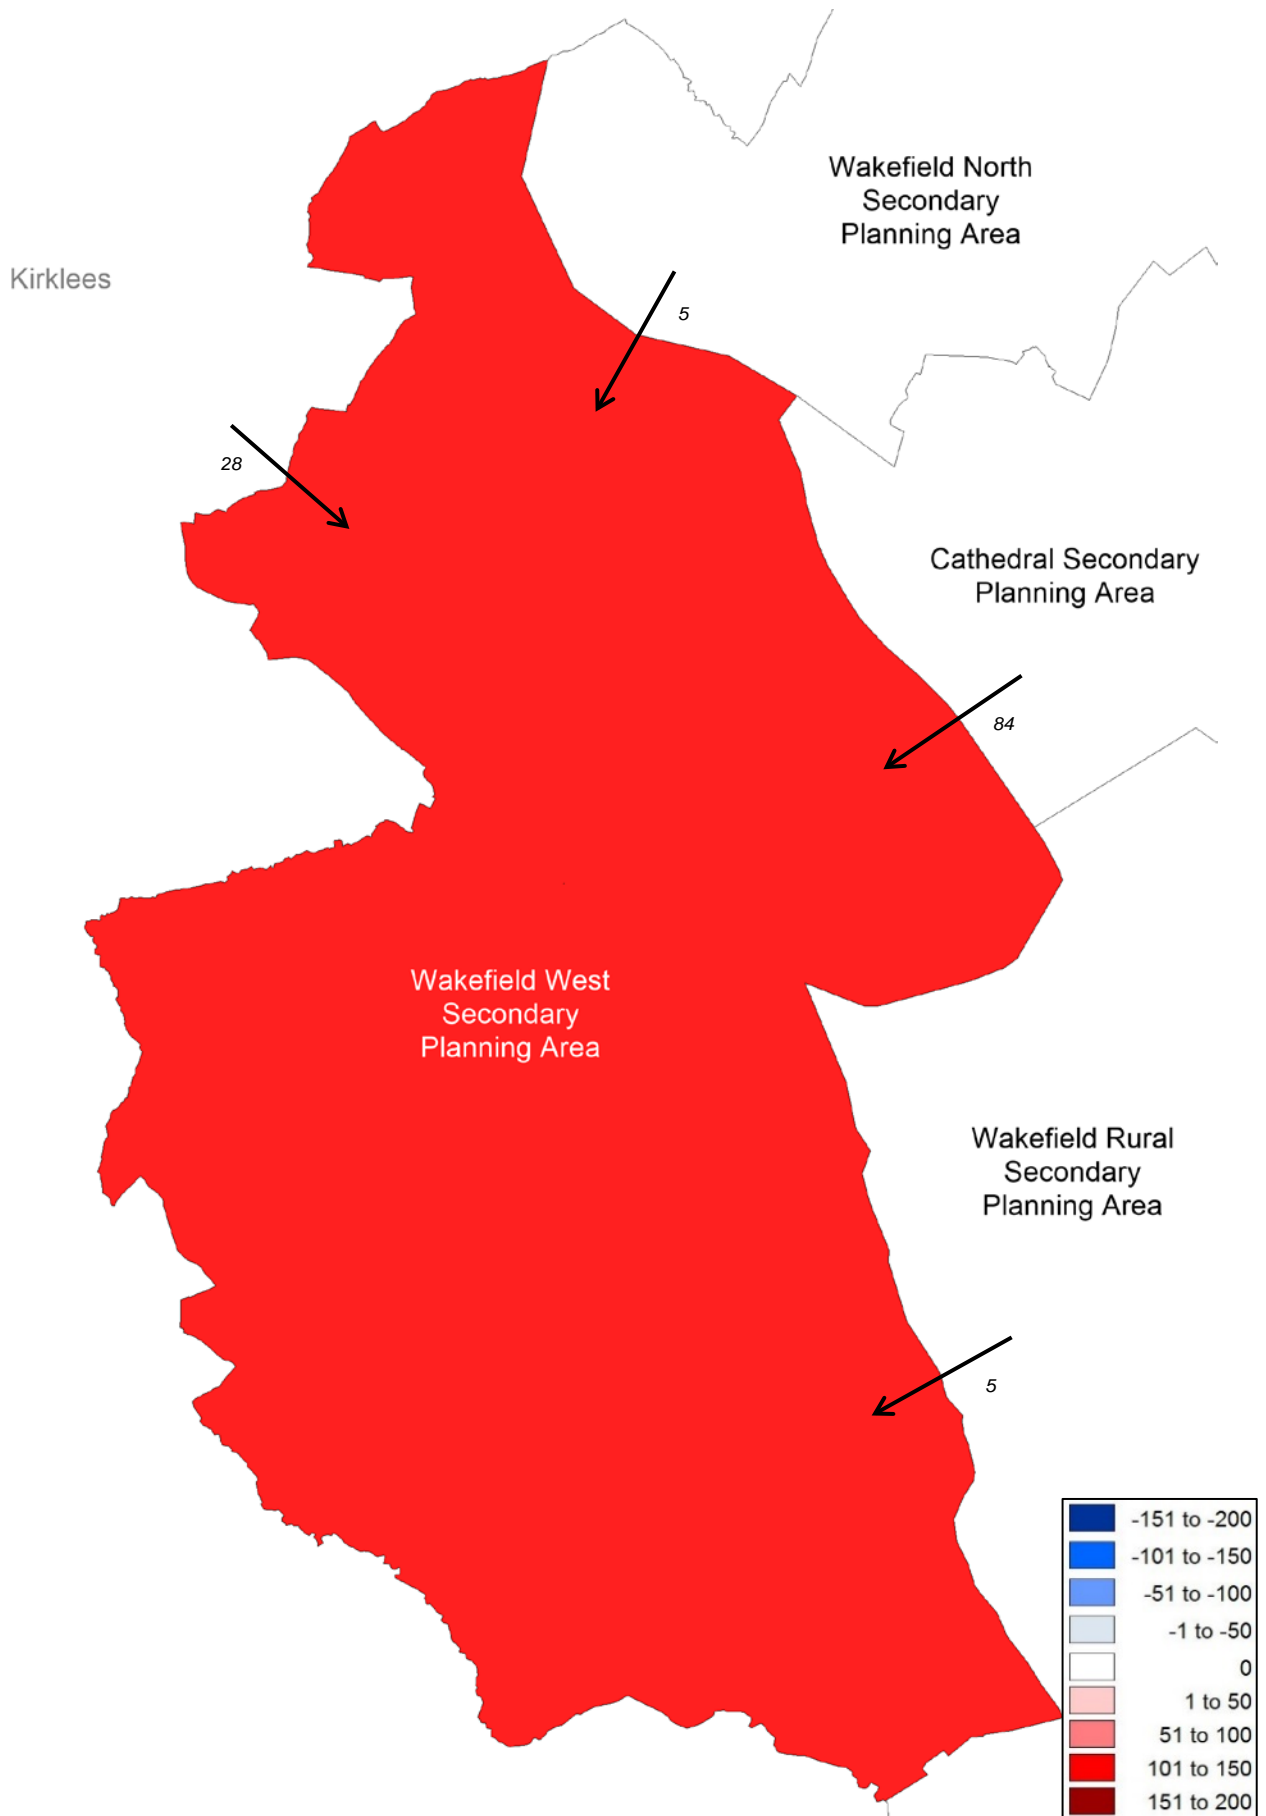 Wakefield North
Secondary
Planning Area
Kirklees
5
28
Cathedral Secondary
Planning Area
84
Wakefield West
Secondary
Planning Area
Wakefield Rural
Secondary
Planning Area
5
-151 to -200
-101 to -150
-51 to -100
-1 to -50
0
1 to 50
51 to 100
101 to 150
151 to 200